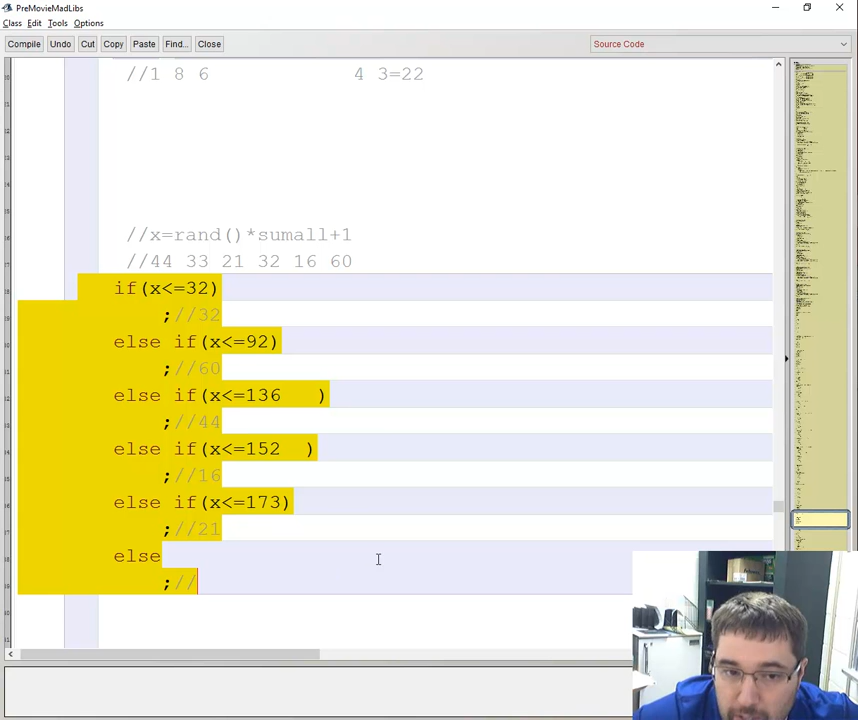 PreMovieMadLibs
Class Edit Tools Options
Compile Undo Cut Copy Paste Find... Close Source Code
//1 8 6 4 3=22
//x=rand()*sumall+1
//44 33 21 32 16 60
if(x<=32)
;//32
else if(x<=92)
;//60
else if(x<=136 )
;//44
else if(x<=152 )
;//16
else if(x<=173)
;//21
else
;//